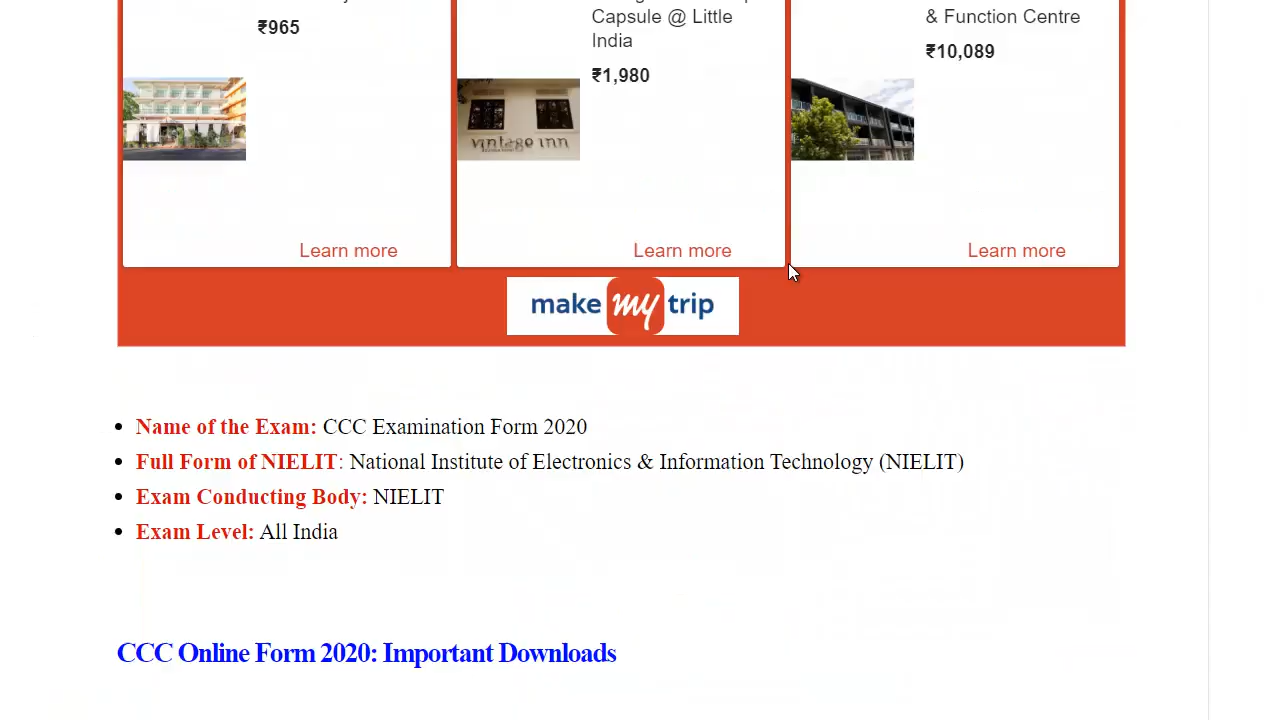 ₹965
Capsule @ Little
India
₹1,980
& Function Centre
₹10,089
vintage inn
Learn more
Learn more
Learn more
make my trip
Name of the Exam: CCC Examination Form 2020
Full Form of NIELIT: National Institute of Electronics & Information Technology (NIELIT)
Exam Conducting Body: NIELIT
Exam Level: All India
CCC Online Form 2020: Important Downloads